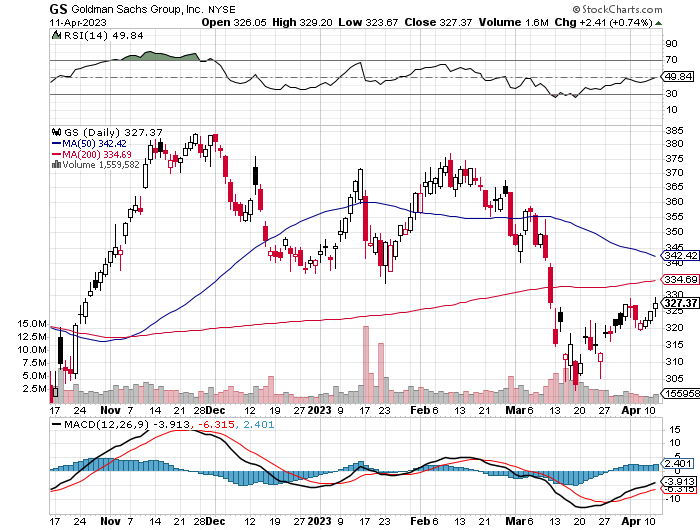 GS Goldman Sachs Group, Inc. NYSE
© StockCharts.com
11-Apr-2023
Open 326.05 High 329.20 Low 323.67 Close 327.37 Volume 1.6M Chg +2.41 (+0.74%)
RSI(14) 49.84
90
70
49.84
30
10
GS (Daily) 327.37
MA(50) 342.42
MA(200) 334.69
Volume 1,559,582
385
380
375
370
365
360
355
350
345
342.42
340
334.69
330
327.37
325
320
315
310
305
1559582
15.0M
12.5M
10.0M
7.5M
5.0M
2.5M
17 24 Nov 7 14 21 28 Dec 12 19 27 2023 9 17 23 Feb 6 13 21 Mar 6 13 20 27 Apr 10
MACD(12,26,9) -3.913, -6.315, 2.401
15
10
5
2.401
0
-3.913
-6.315
-10
17 24 Nov 7 14 21 28 Dec 12 19 27 2023 9 17 23 Feb 6 13 21 Mar 6 13 20 27 Apr 10